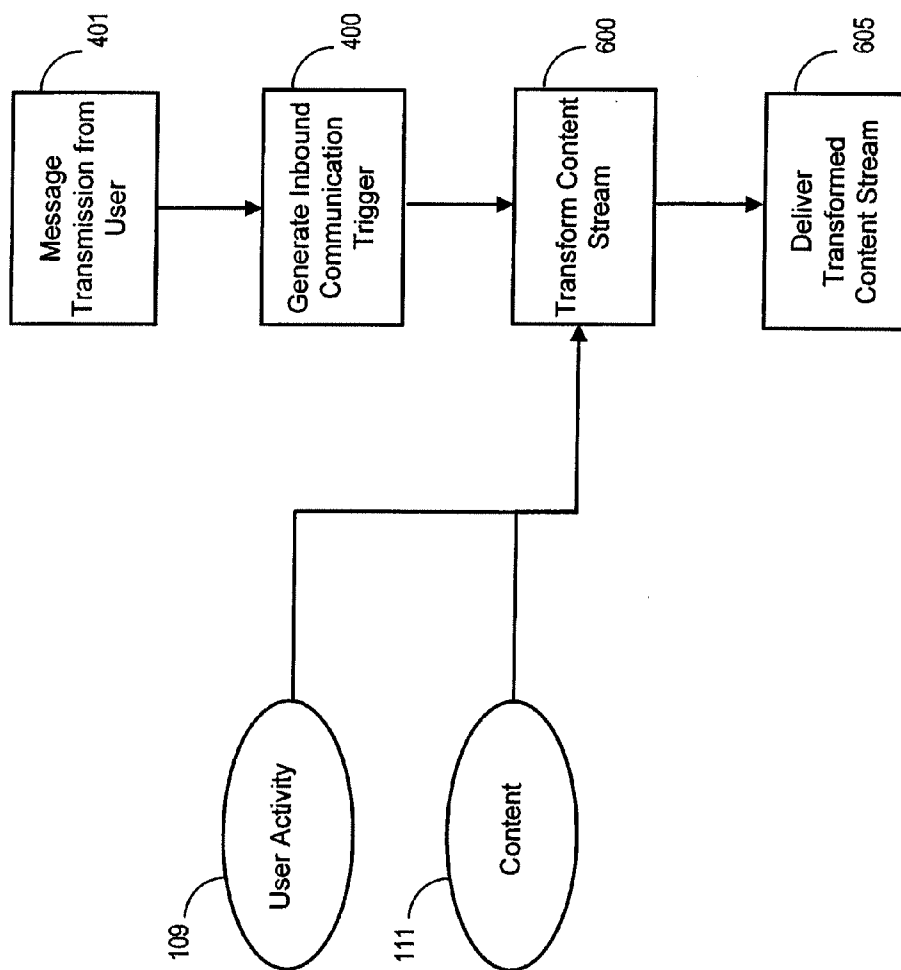 401
Message
Transmission from
User
400
Generate Inbound
Communication
Trigger
600
Transform Content
Stream
605
Deliver
Transformed
Content Stream
109
User Activity
111
Content